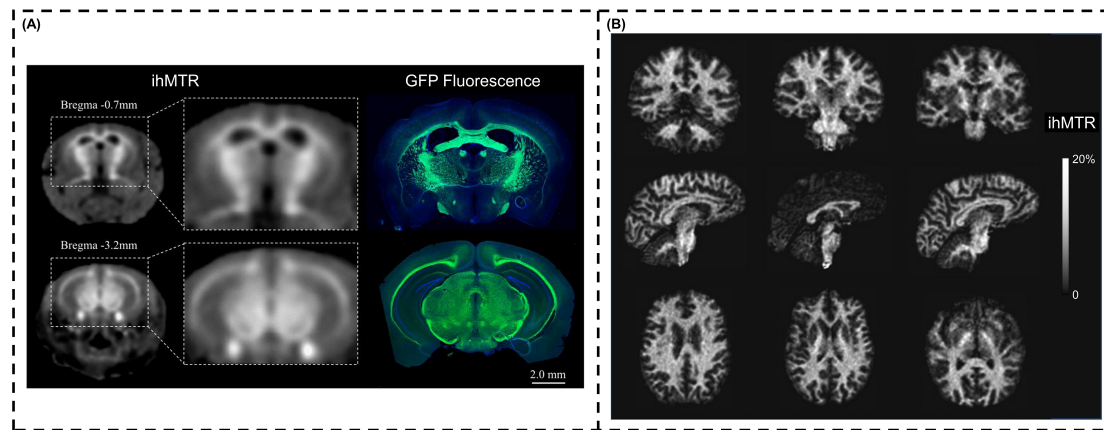 (A)
ihMTR
GFP Fluorescence
Bregma -0.7mm
Bregma -3.2mm
2.0 mm
(B)
ihMTR
20%
0